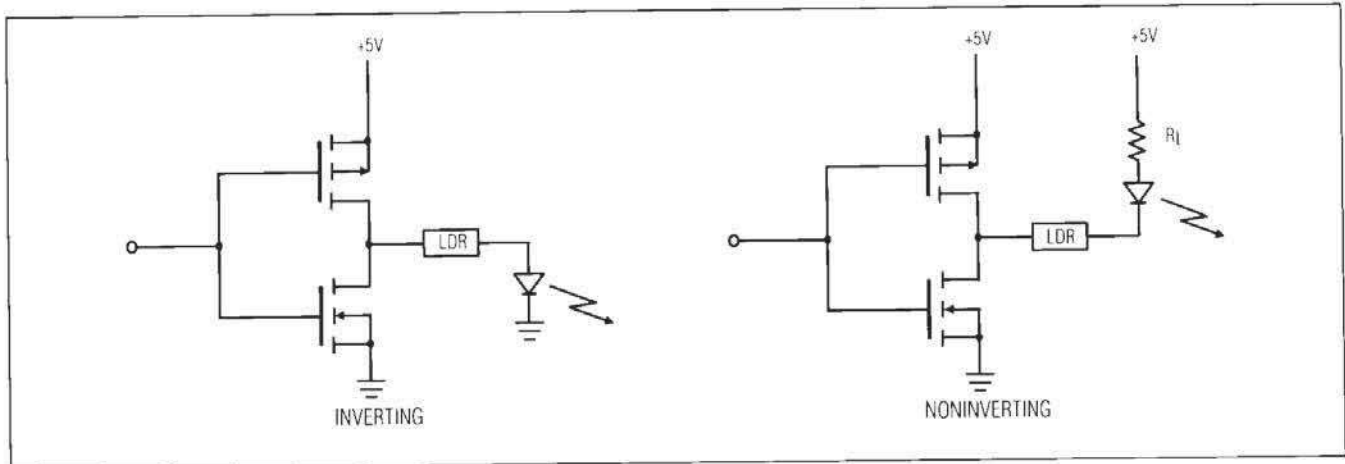 +5V
LDR
INVERTING
+5V
+5V
RL
LDR
NONINVERTING